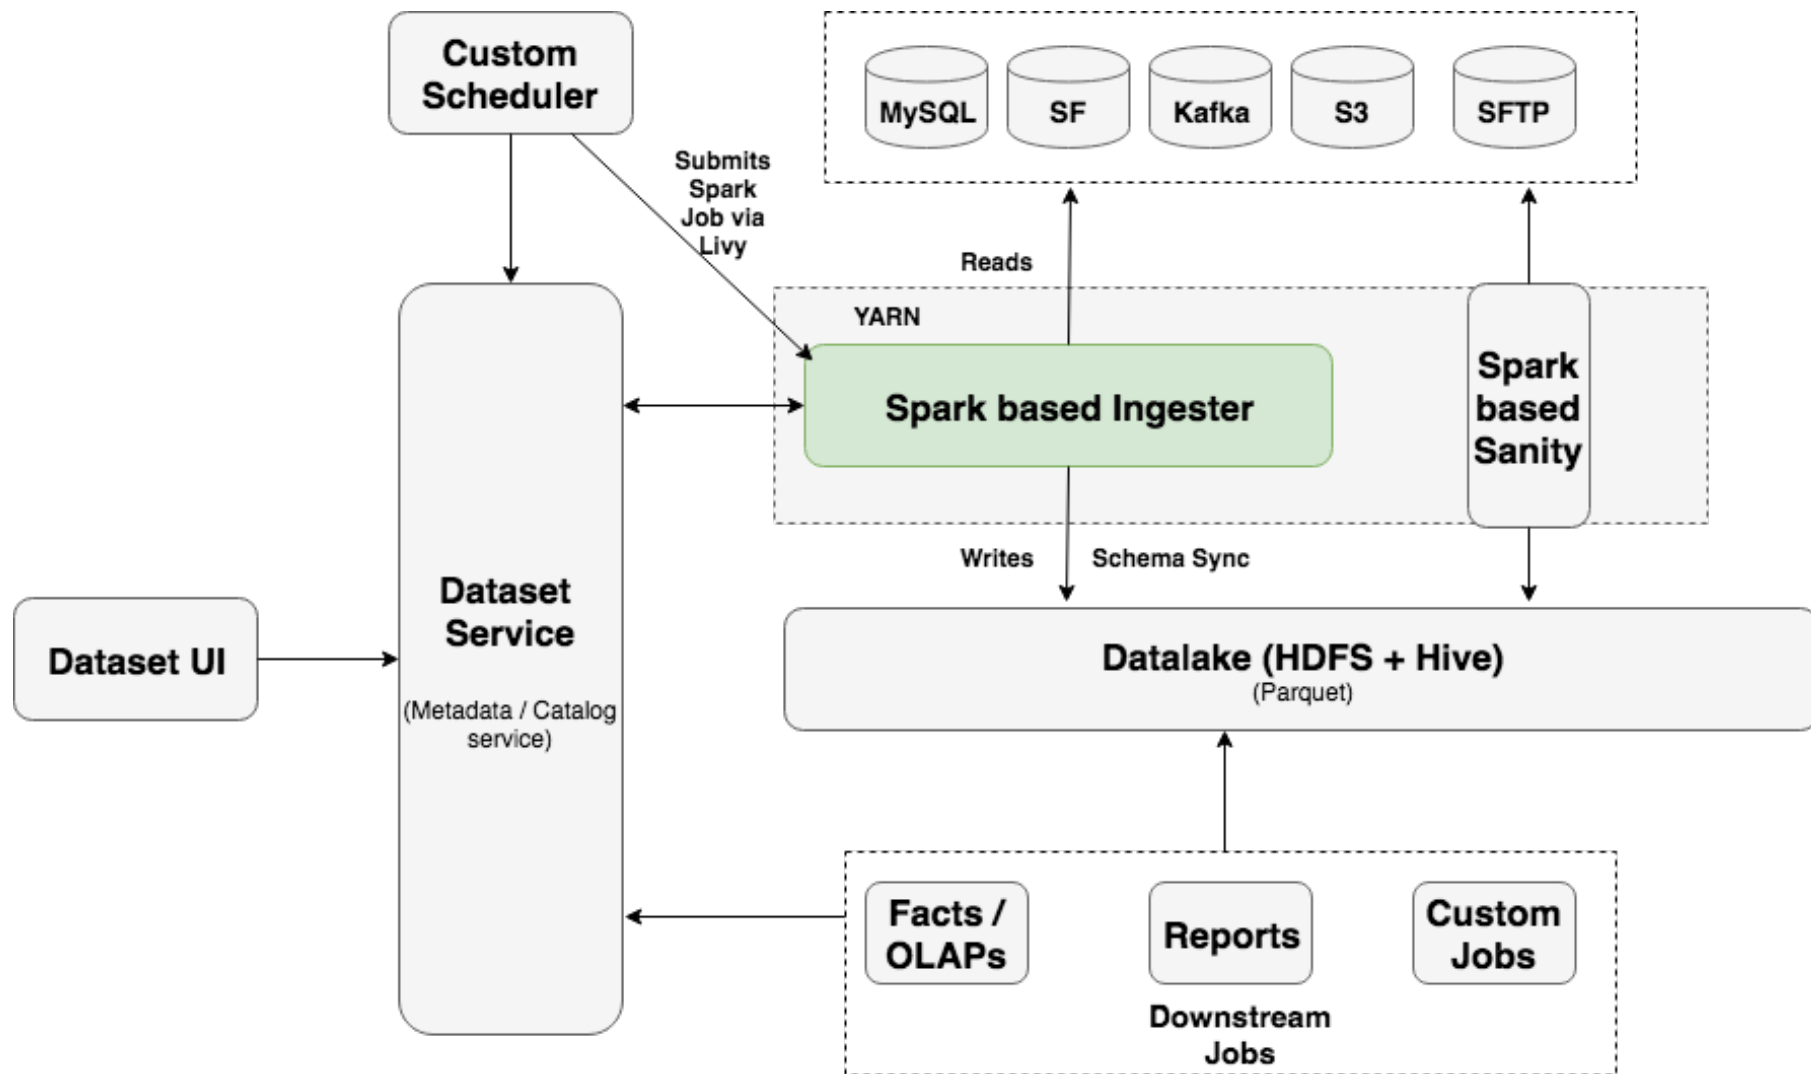 Custom
Scheduler
MySQL
SF
Kafka
S3
SFTP
Submits
Spark
Job via
Livy
Reads
YARN
Spark based Ingester
Spark
based
Sanity
Writes
Schema Sync
Dataset
Service
(Metadata / Catalog
service)
Dataset UI
Datalake (HDFS + Hive)
(Parquet)
Facts /
OLAPs
Reports
Custom
Jobs
Downstream
Jobs